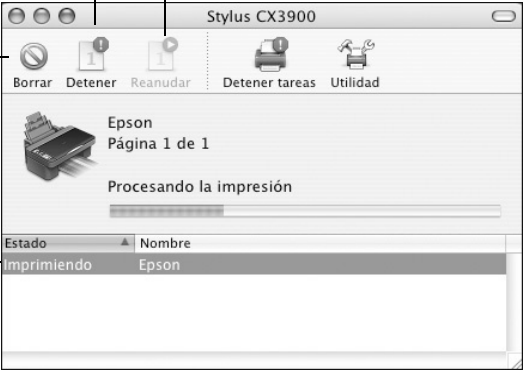 Stylus CX3900
Borrar Detener Reanudar Detener tareas Utilidad
Epson
Página 1 de 1
Procesando la impresión
Estado Nombre
Imprimiendo Epson